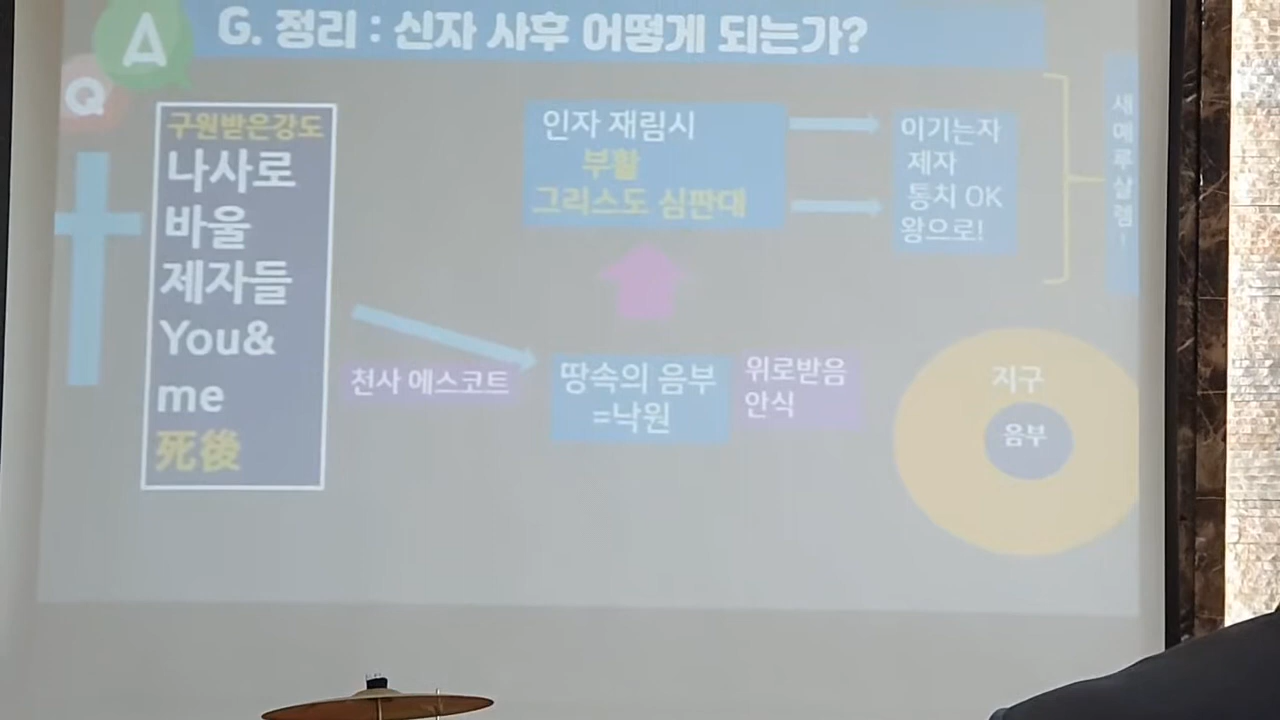 A
Q
G. 정리 : 신자 사후 어떻게 되는가?
구원받은강도
나사로
바울
제자들
You&
me
死後
천사 에스코트
땅속의 음부
=낙원
위로받음
안식
인자 재림시
부활
그리스도 심판대
이기는자
제자
통치 OK
왕으로!
새예루살렘!
지구
음부